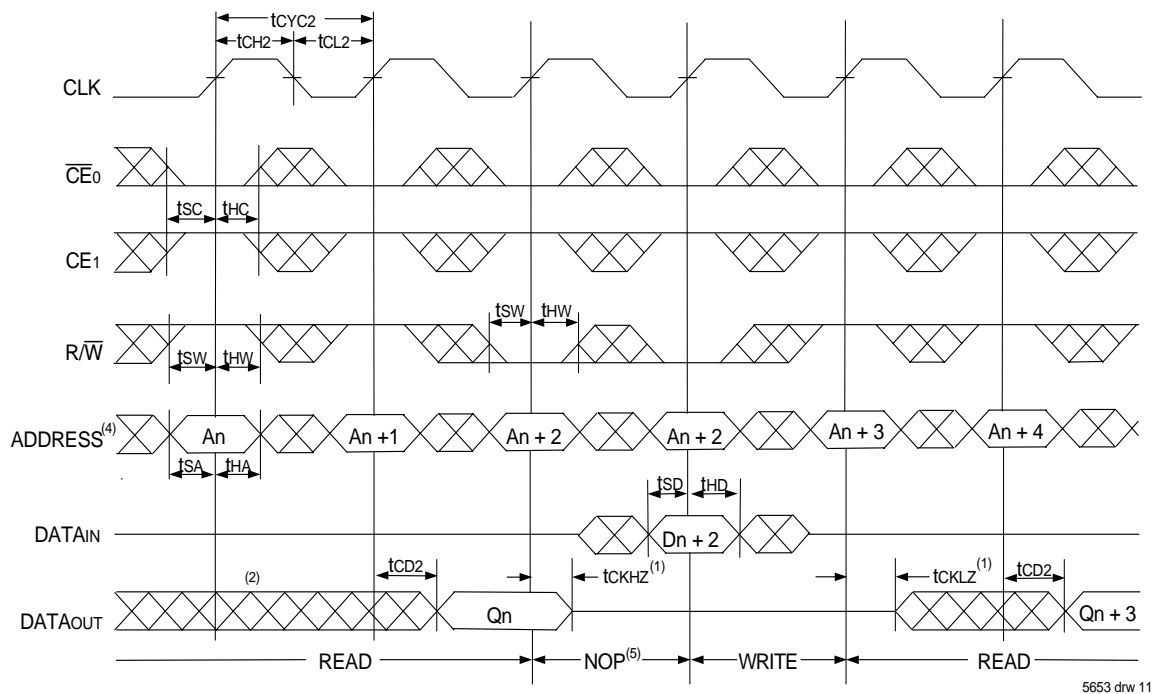 tCYC2
tCH2 tCL2
CLK
CE0
tSC tHC
CE1
tSW tHW
R/W
tSW tHW
ADDRESS(4) An An +1 An + 2 An + 2 An + 3 An + 4
tSA tHA
tSD tHD
DATAIN Dn + 2
(2) tCD2 tCKHZ(1) tCKLZ(1) tCD2
DATAOUT Qn Qn + 3
READ NOP(5) WRITE READ
5653 drw 11